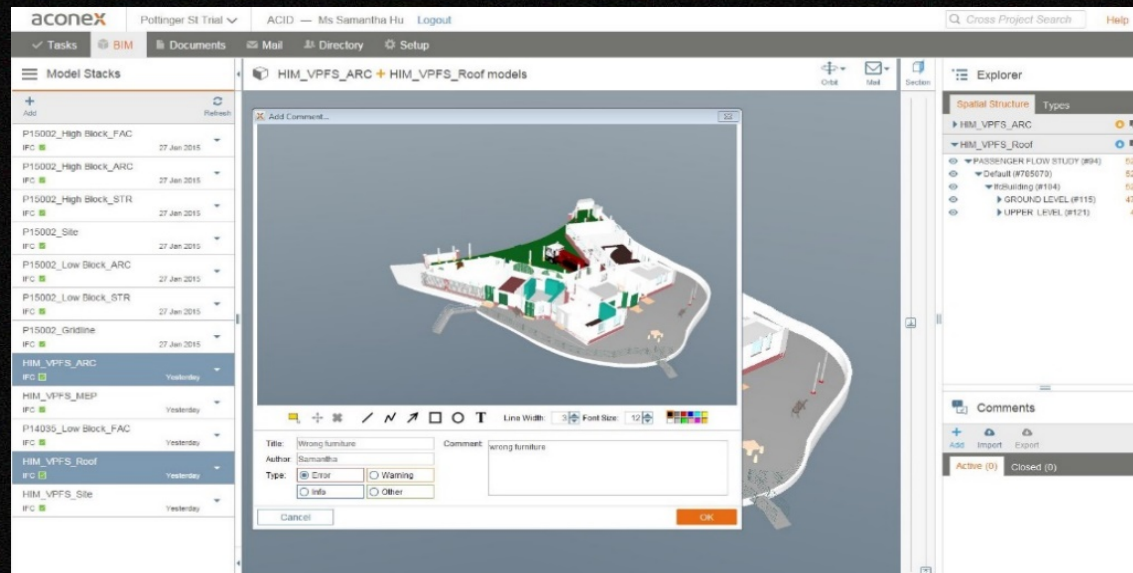 aconex Pottinger St Trial ACID — Ms Samantha Hu Logout Cross Project Search Help
Tasks BIM Documents Mail Directory Setup
Model Stacks
Add Refresh
P15002_High Block_FAC
IFC 27 Jan 2015
P15002_High Block_ARC
IFC 27 Jan 2015
P15002_High Block_STR
IFC 27 Jan 2015
P15002_Site
IFC 27 Jan 2015
P15002_Low Block_ARC
IFC 27 Jan 2015
P15002_Low Block_STR
IFC 27 Jan 2015
P15002_Gridline
IFC 27 Jan 2015
HIM_VPFS_ARC
IFC Yesterday
HIM_VPFS_MEP
IFC Yesterday
P14035_Low Block_FAC
IFC Yesterday
HIM_VPFS_Roof
IFC Yesterday
HIM_VPFS_Site
IFC Yesterday
HIM_VPFS_ARC + HIM_VPFS_Roof models
Orbit Mail Section
Add Comment...
T Line Width: 3 Font Size: 12
Title: Wrong furniture
Author: Samantha
Type: Error Warning
Info Other
Comment: wrong furniture
Cancel OK
Explorer
Spatial Structure Types
HIM_VPFS_ARC
HIM_VPFS_Roof
PASSENGER FLOW STUDY (#94)
Default (#785070)
IfcBuilding (#104)
GROUND LEVEL (#115)
UPPER LEVEL (#121)
Comments
Add Import Export
Active (0) Closed (0)